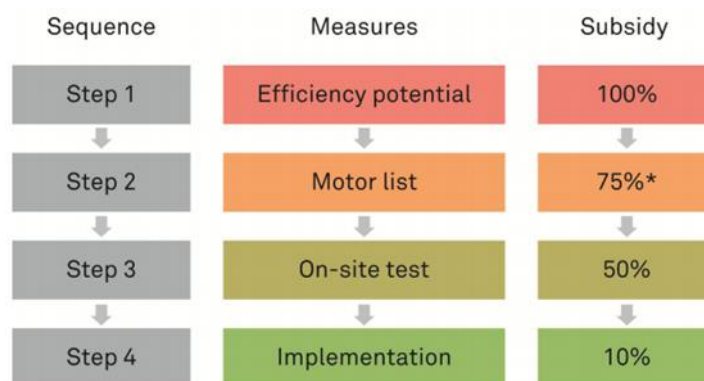 Sequence Measures Subsidy
Step 1 Efficiency potential 100%
Step 2 Motor list 75%*
Step 3 On-site test 50%
Step 4 Implementation 10%